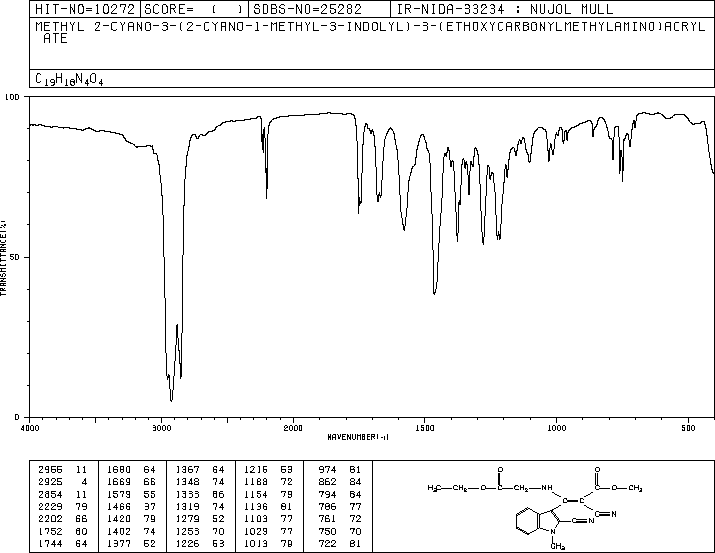 HIT-NO=10272 SCORE= ( ) SDBS-NO=25282 IR-NIDA-33234 : NUJOL MULL
METHYL 2-CYANO-3-(2-CYANO-1-METHYL-3-INDOLYL)-3-(ETHOXYCARBONYLMETHYLAMINO)ACRYL
ATE
C19H18N4O4
100
50
0
TRANSMITTANCE(%)
4000 3000 2000 1500 1000 500
WAVENUMBER(-1)
2955 11 1680 64 1367 64 1216 53 974 81
2925 4 1669 66 1348 74 1188 72 862 84
2854 11 1579 55 1333 66 1154 79 794 84
2229 79 1466 37 1319 74 1136 81 786 77
2202 66 1420 79 1279 52 1103 77 761 72
1752 60 1402 74 1253 70 1029 77 750 70
1744 64 1377 52 1226 53 1013 79 722 81
O O
H3C CH2 O C CH2 NH C O CH3
C C
C N C N
N
CH3